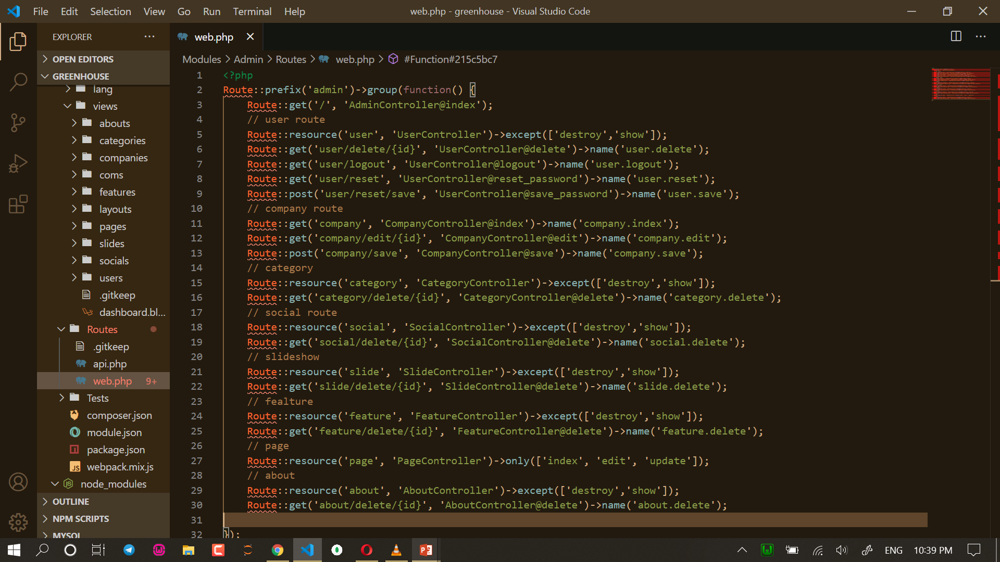 File Edit Selection View Go Run Terminal Help
web.php - greenhouse - Visual Studio Code
EXPLORER
web.php
OPEN EDITORS
GREENHOUSE
lang
views
abouts
categories
companies
coms
features
layouts
pages
slides
socials
users
.gitkeep
dashboard.bl...
Routes
.gitkeep
api.php
web.php 9+
Tests
composer.json
module.json
package.json
webpack.mix.js
node_modules
OUTLINE
NPM SCRIPTS
MYSQL
Modules > Admin > Routes > web.php > #Function#215c5bc7
1 <?php
2 Route::prefix('admin')->group(function() {
3     Route::get('/', 'AdminController@index');
4     // user route
5     Route::resource('user', 'UserController')->except(['destroy','show']);
6     Route::get('user/delete/{id}', 'UserController@delete')->name('user.delete');
7     Route::get('user/logout', 'UserController@logout')->name('user.logout');
8     Route::get('user/reset', 'UserController@reset_password')->name('user.reset');
9     Route::post('user/reset/save', 'UserController@save_password')->name('user.save');
10     // company route
11     Route::get('company', 'CompanyController@index')->name('company.index');
12     Route::get('company/edit/{id}', 'CompanyController@edit')->name('company.edit');
13     Route::post('company/save', 'CompanyController@save')->name('company.save');
14     // category
15     Route::resource('category', 'CategoryController')->except(['destroy','show']);
16     Route::get('category/delete/{id}', 'CategoryController@delete')->name('category.delete');
17     // social route
18     Route::resource('social', 'SocialController')->except(['destroy','show']);
19     Route::get('social/delete/{id}', 'SocialController@delete')->name('social.delete');
20     // slideshow
21     Route::resource('slide', 'SlideController')->except(['destroy','show']);
22     Route::get('slide/delete/{id}', 'SlideController@delete')->name('slide.delete');
23     // fealture
24     Route::resource('feature', 'FeatureController')->except(['destroy','show']);
25     Route::get('feature/delete/{id}', 'FeatureController@delete')->name('feature.delete');
26     // page
27     Route::resource('page', 'PageController')->only(['index', 'edit', 'update']);
28     // about
29     Route::resource('about', 'AboutController')->except(['destroy','show']);
30     Route::get('about/delete/{id}', 'AboutController@delete')->name('about.delete');
31
32 });
ENG 10:39 PM